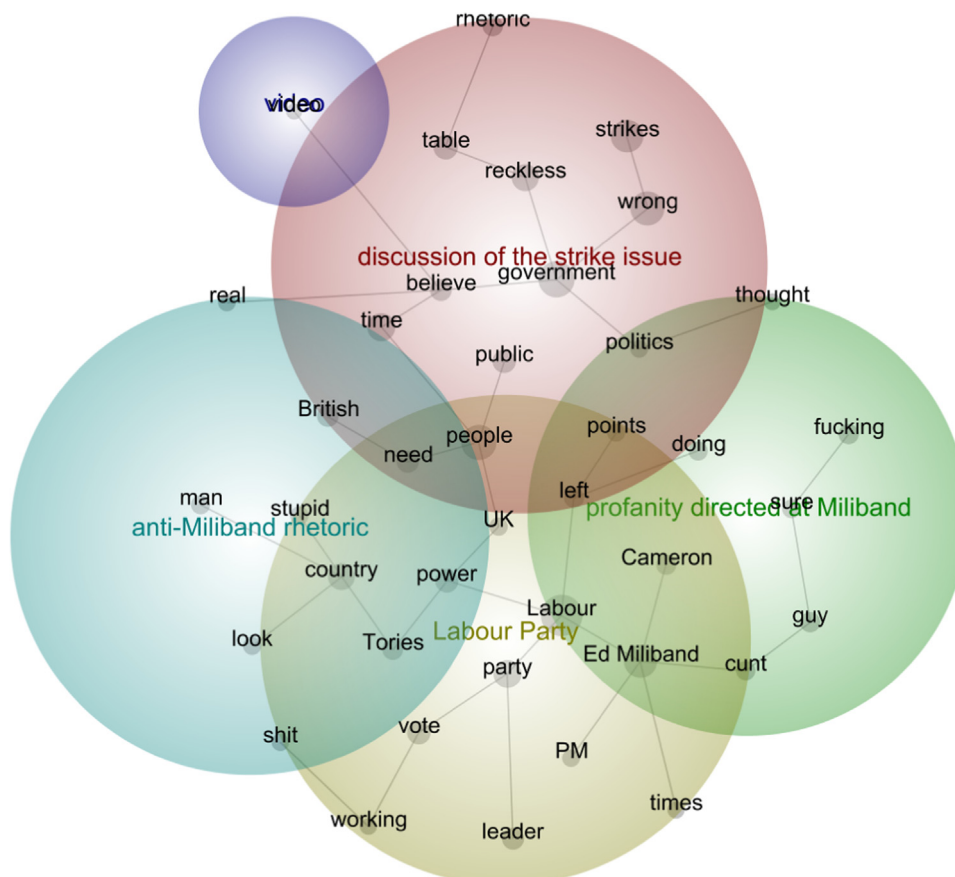 rhetoric
video
table
strikes
reckless
wrong
discussion of the strike issue
government
believe
real
thought
time
public
politics
British
need
people
points
doing
fucking
man
stupid
left
sure
anti-Miliband rhetoric
UK
profanity directed at Miliband
country
power
Cameron
look
Tories
Labour
Labour Party
guy
party
Ed Miliband
cunt
shit
vote
PM
working
leader
times